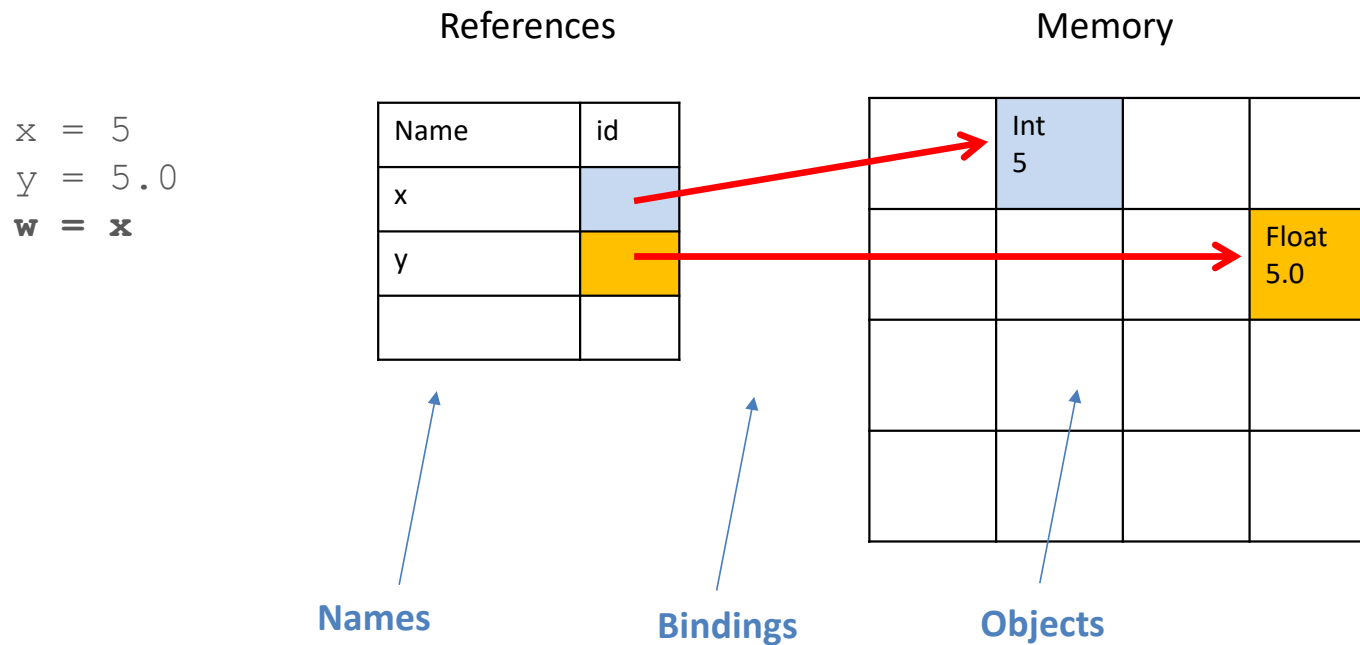 References
Memory
x = 5
y = 5.0
w = x
Name id
x
y
Int
5
Float
5.0
Names
Bindings
Objects